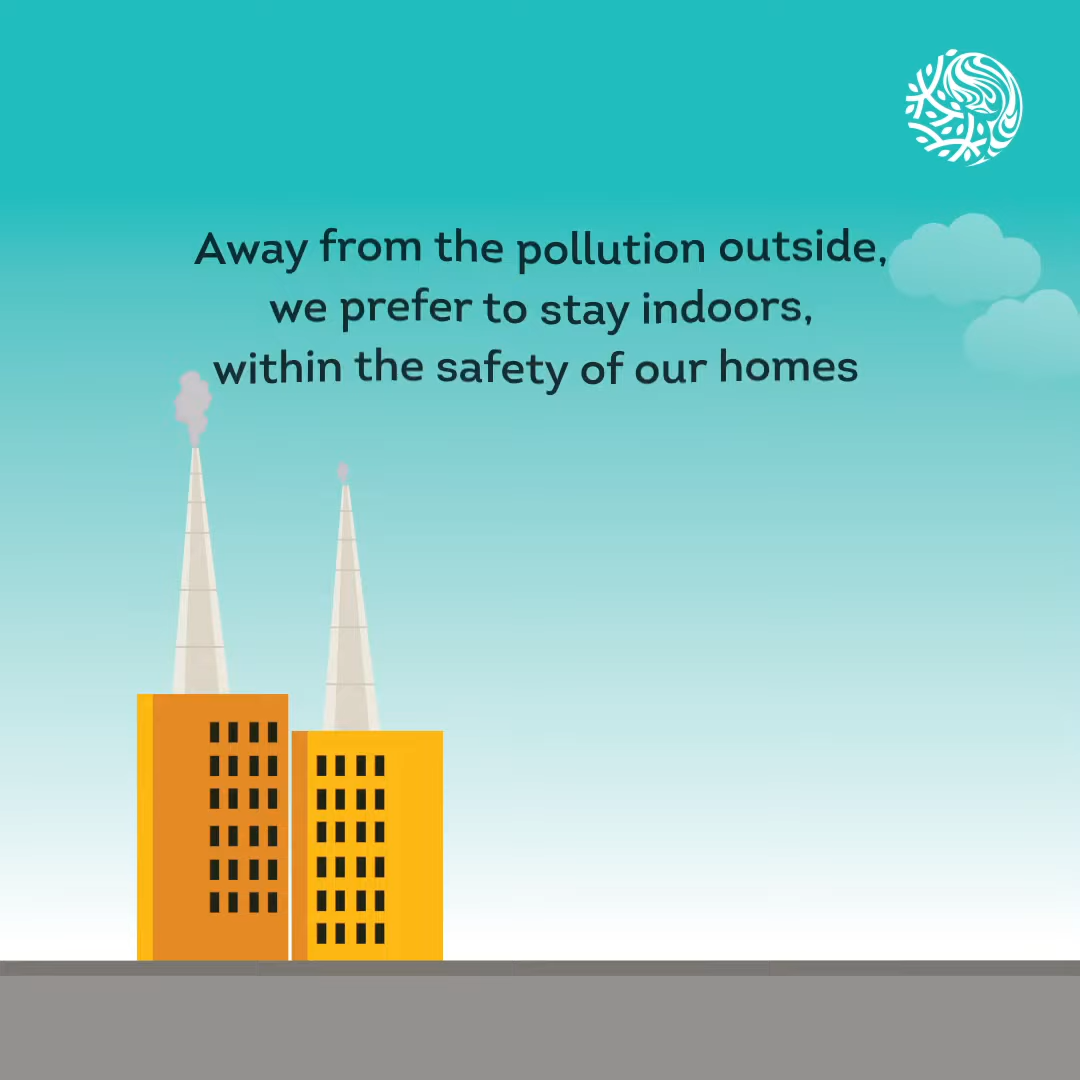 Away from the pollution outside,
we prefer to stay indoors,
within the safety of our homes